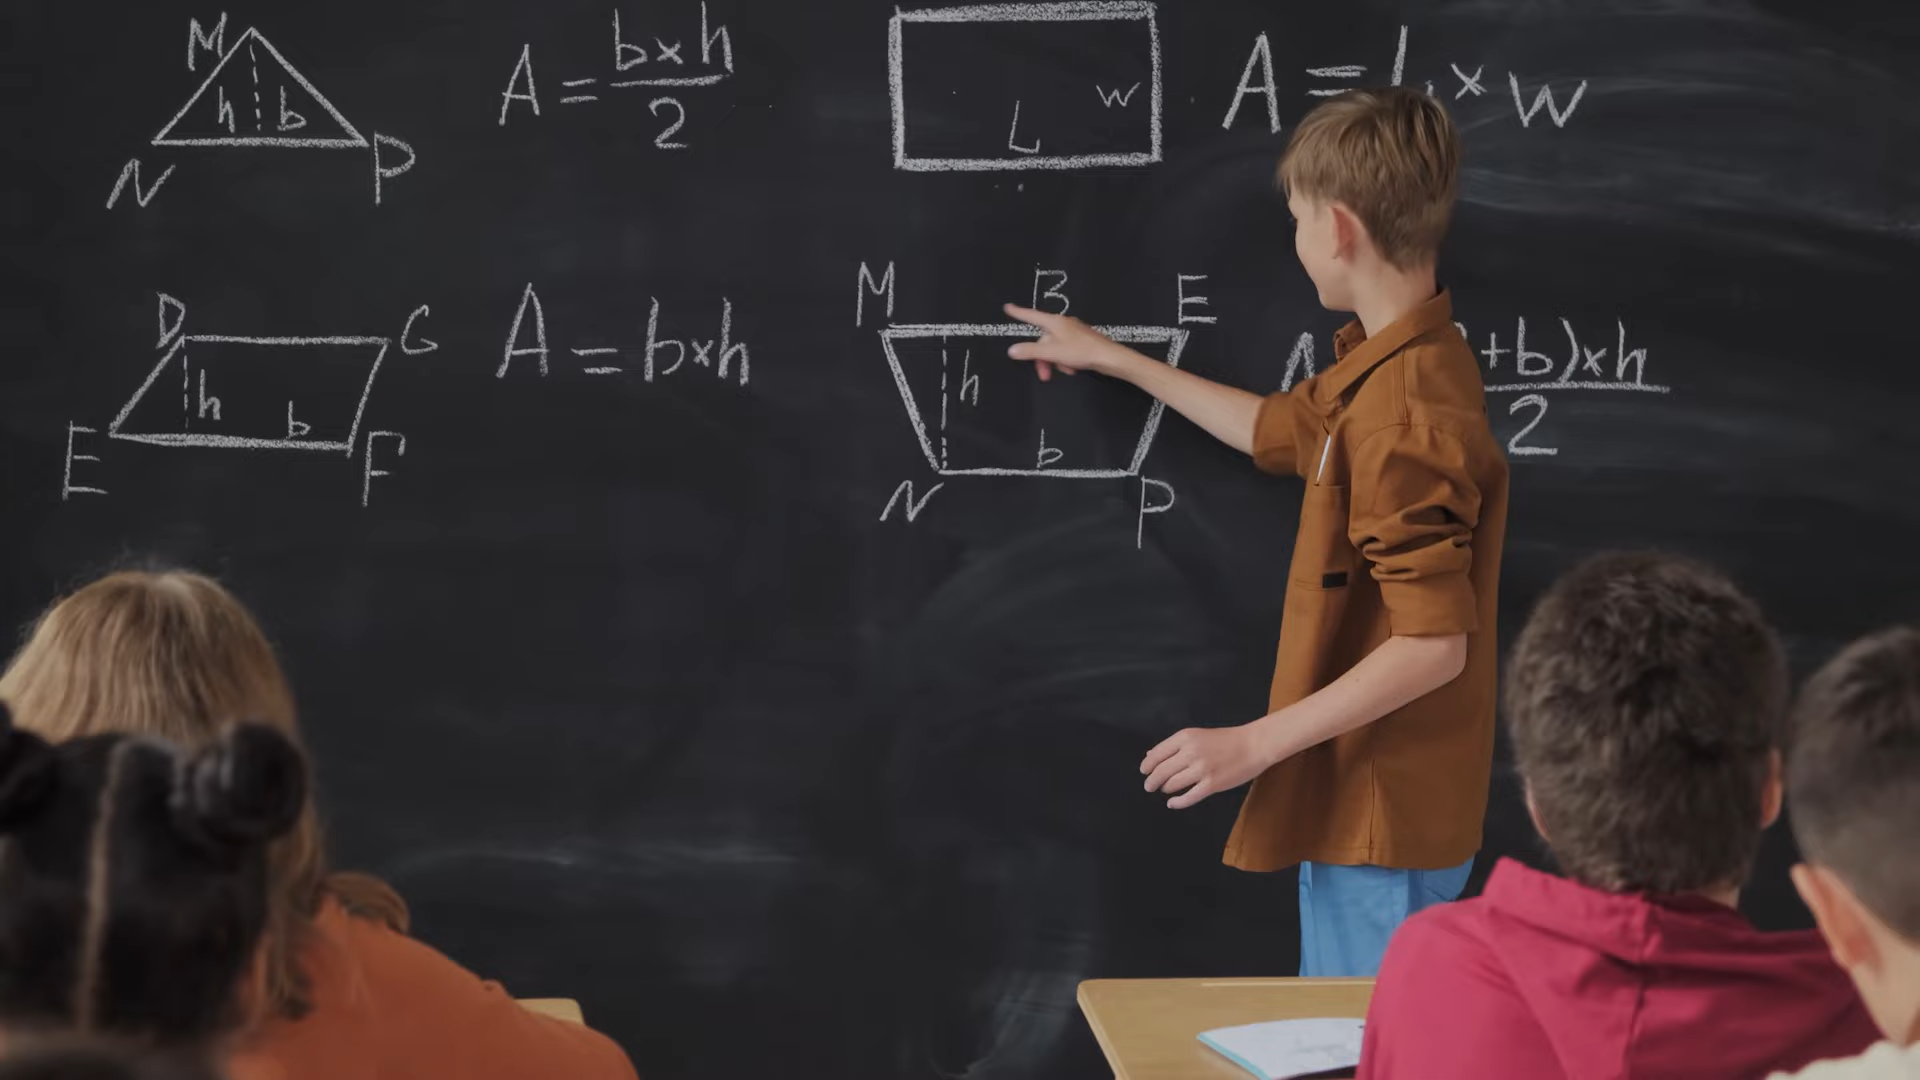 M
h b
N P
A = b×h / 2
L w
A = L × w
D G
h b
E F
A = b×h
M B E
h
b
N P
+b)×h / 2